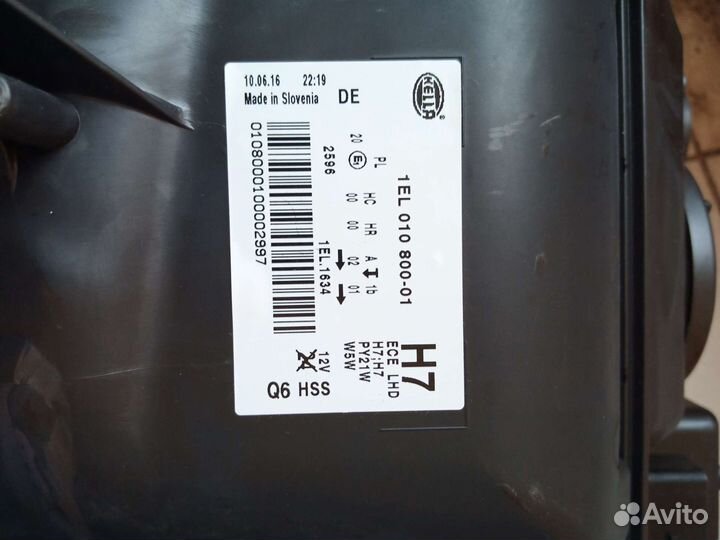 10.06.16 22:19
Made in Slovenia DE
HELLA
®
1EL 010 800-01
PL HC HR A 1b
20 E1 00 00 02 01
2596 1EL.1634
01080000100002997
H7
ECE LHD
H7;H7
PY21W
W5W
12V
24
Q6 HSS
Avito